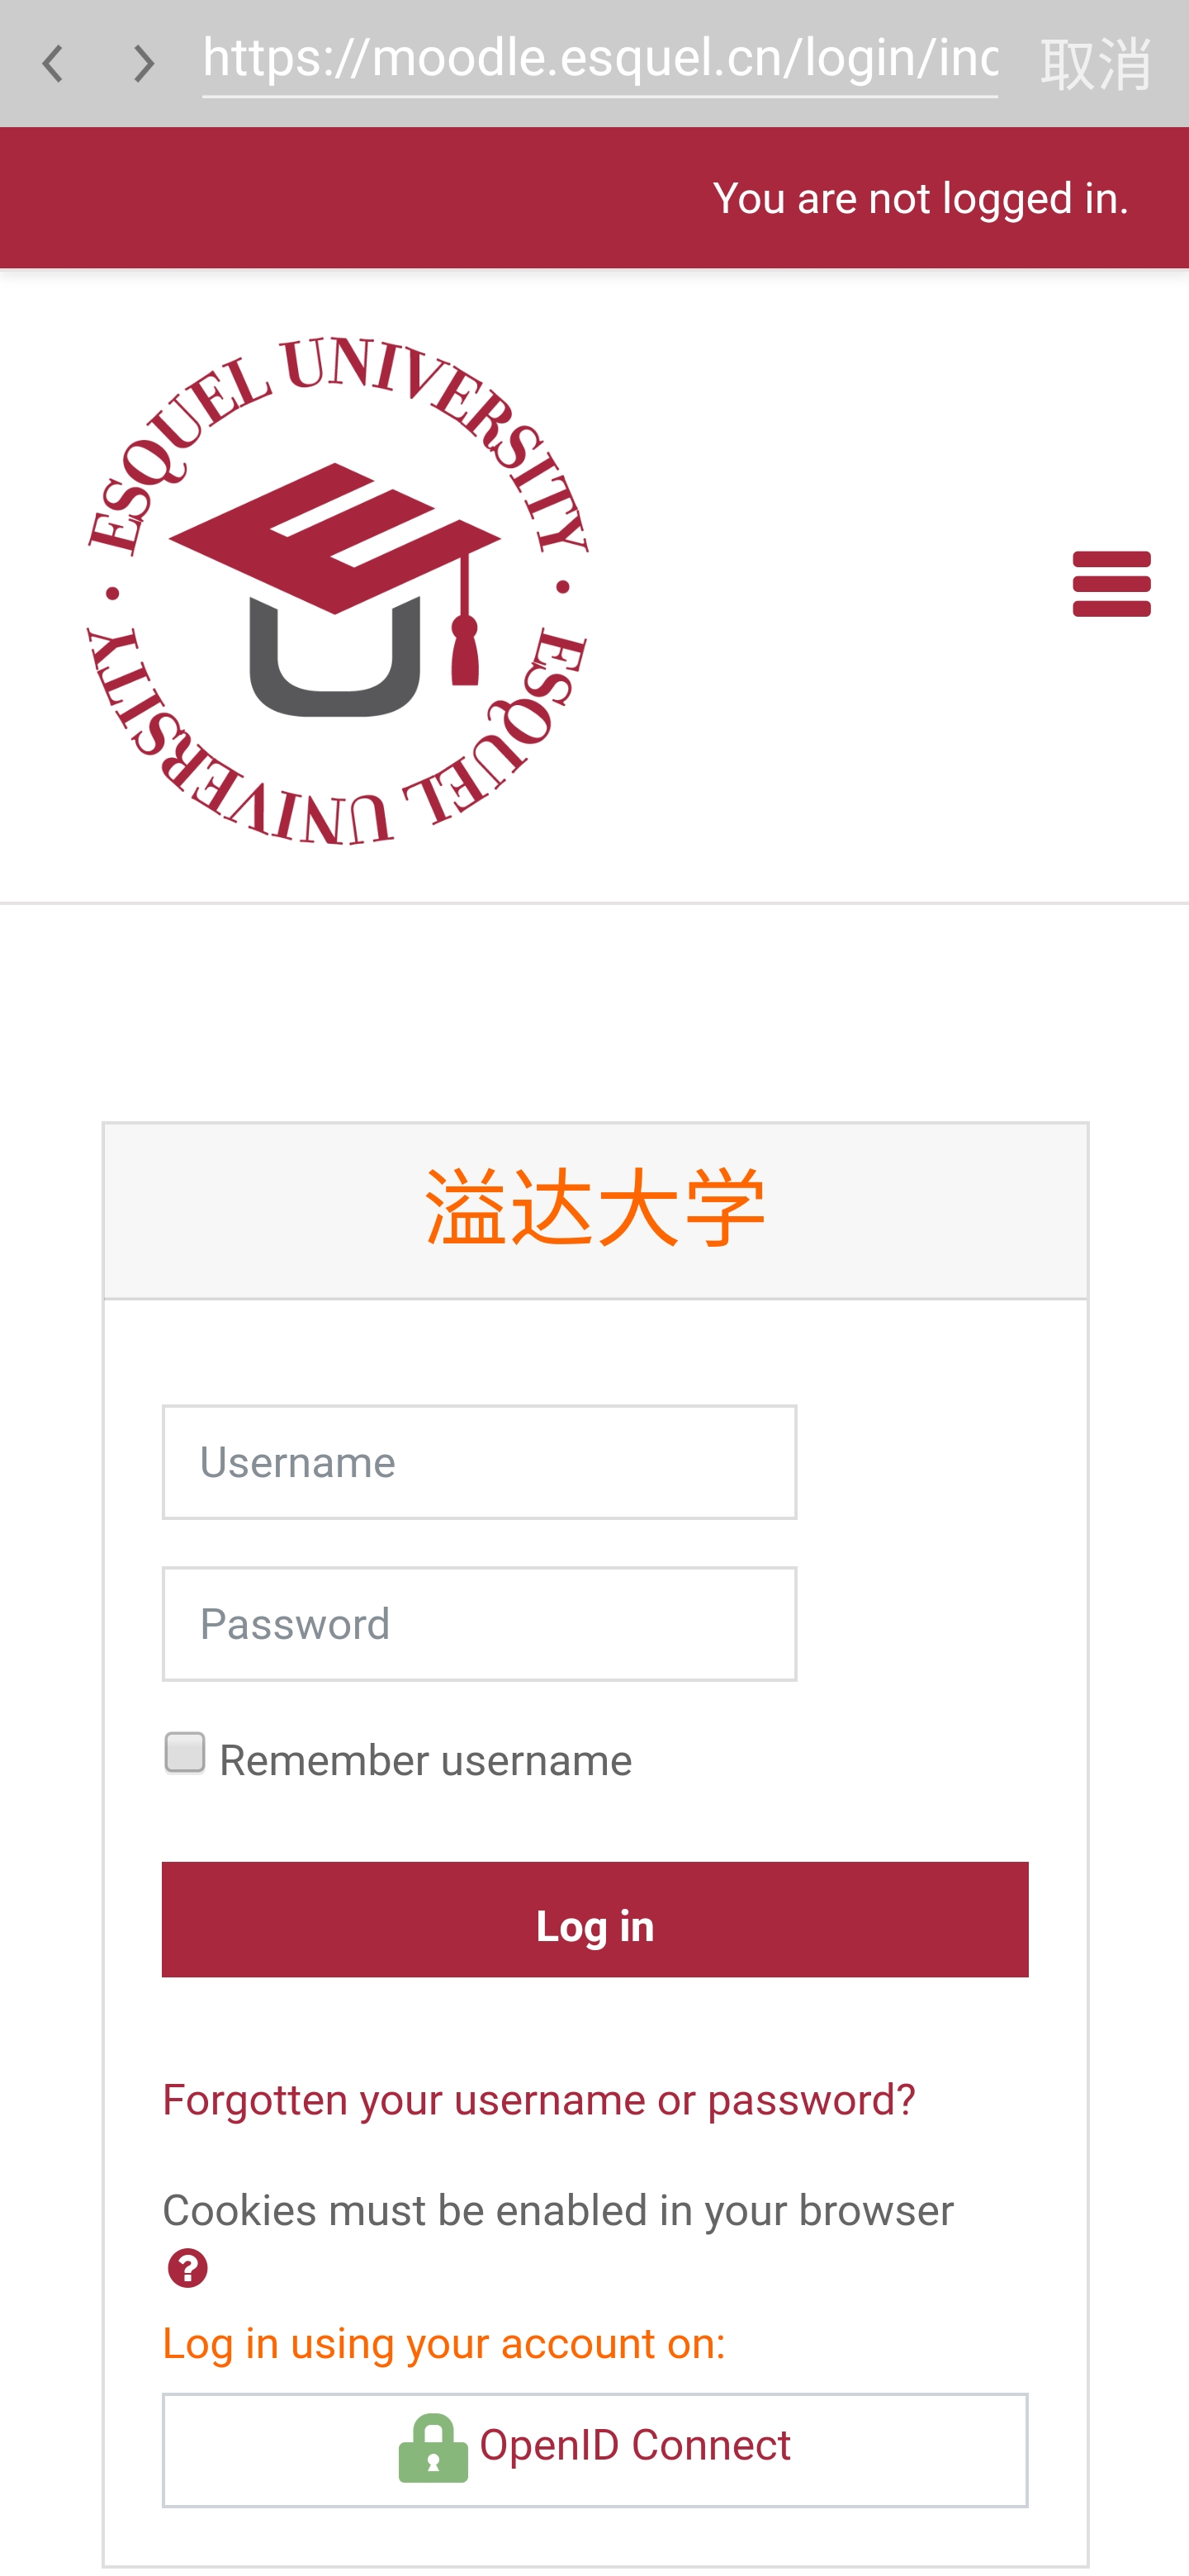 https://moodle.esquel.cn/login/inc
取消
You are not logged in.
ESQUEL UNIVERSITY · ESQUEL UNIVERSITY ·
溢达大学
Username
Password
Remember username
Log in
Forgotten your username or password?
Cookies must be enabled in your browser
?
Log in using your account on:
OpenID Connect